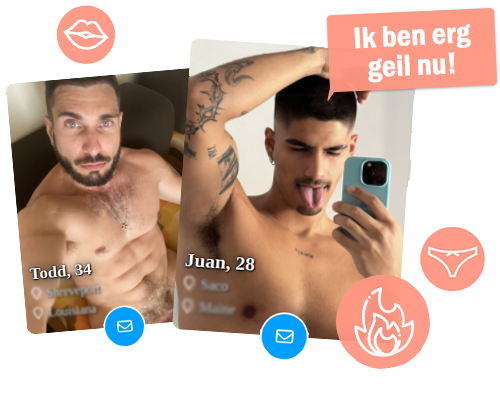 Ik ben erg
geil nu!
Todd, 34
Shreveport
Louisiana
Juan, 28
Saco
Maine